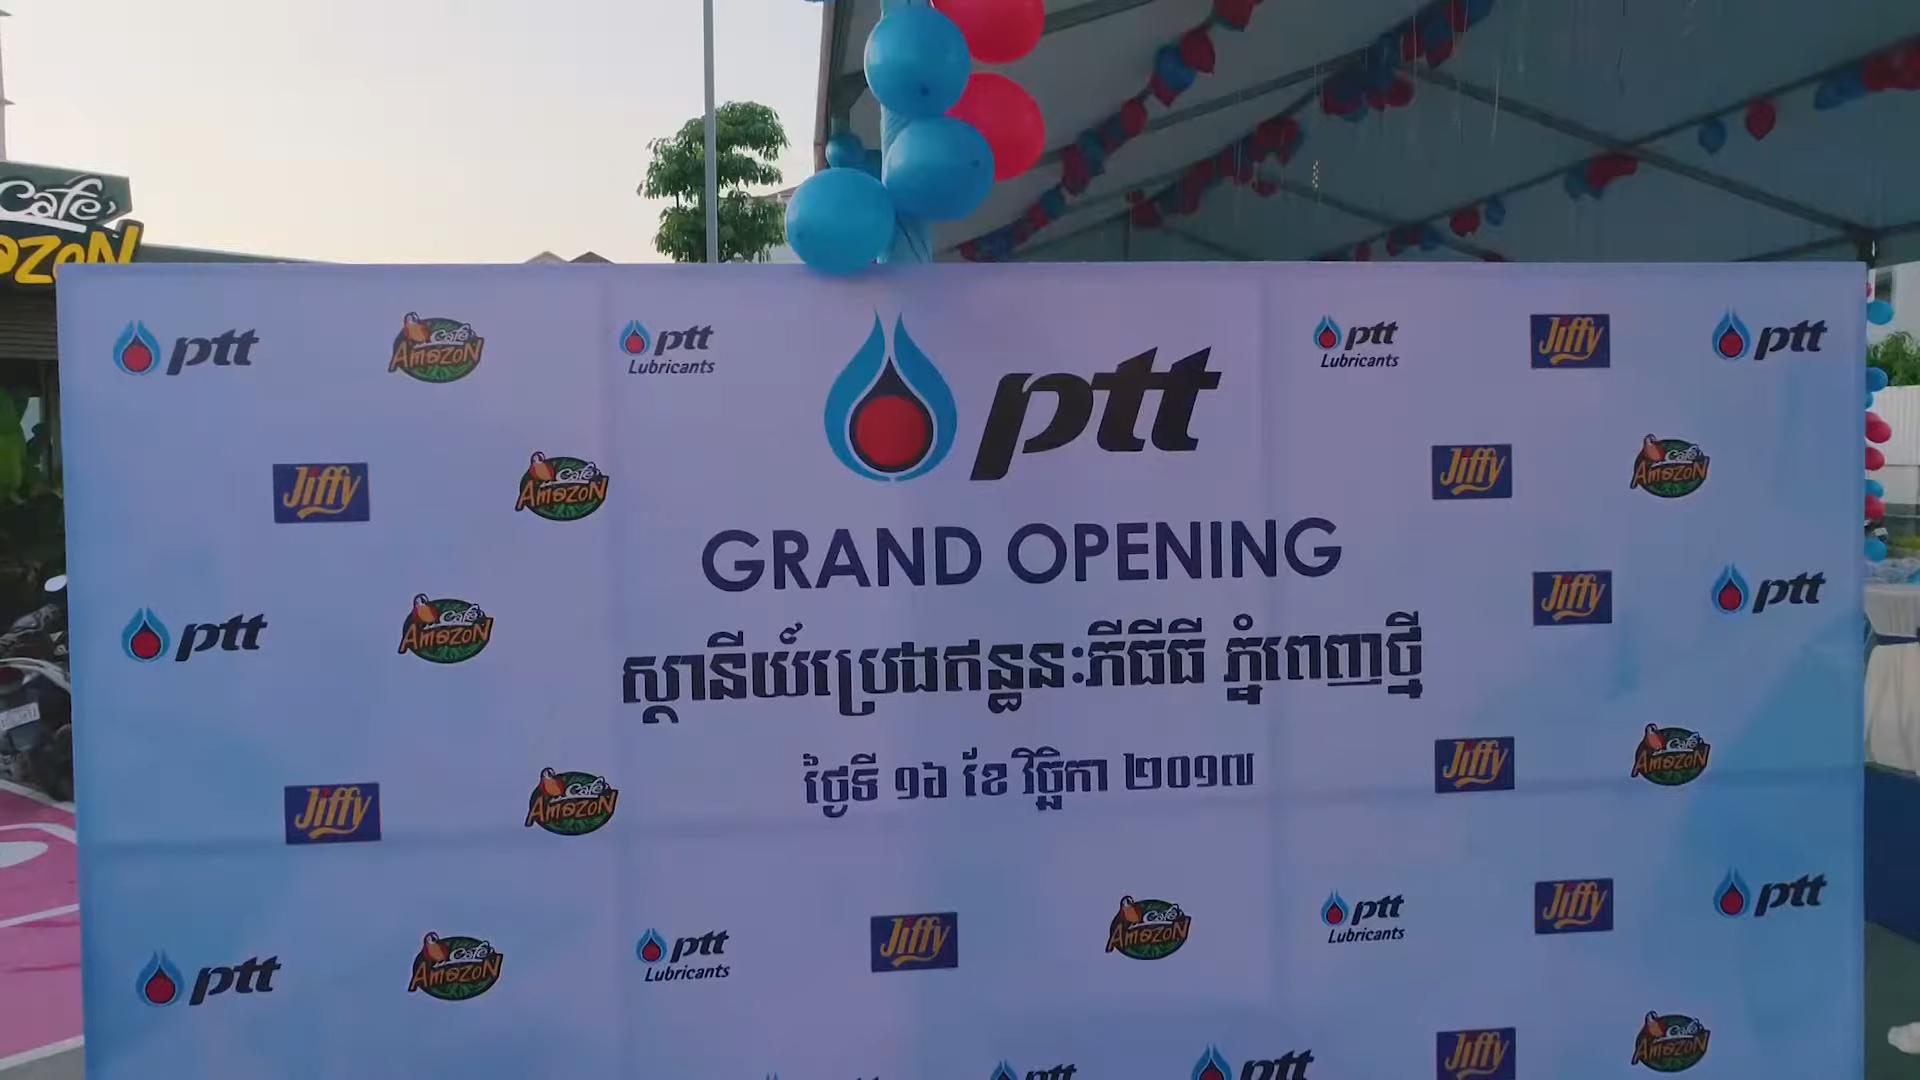 Café
AMAZON
ptt
Café
AMAZON
ptt
Lubricants
ptt
ptt
Lubricants
Jiffy
ptt
Jiffy
Café
AMAZON
Jiffy
Café
AMAZON
GRAND OPENING
ptt
Café
AMAZON
Jiffy
ptt
ស្ថានីយ៍ប្រេងឥន្ធនៈភីធីធី ភ្នំពេញថ្មី
ថ្ងៃទី ១៦ ខែ វិច្ឆិកា ២០១៧
Jiffy
Café
AMAZON
Jiffy
Café
AMAZON
ptt
Café
AMAZON
ptt
Lubricants
Jiffy
Café
AMAZON
ptt
Lubricants
Jiffy
ptt
ptt
ptt
Jiffy
Café
AMAZON